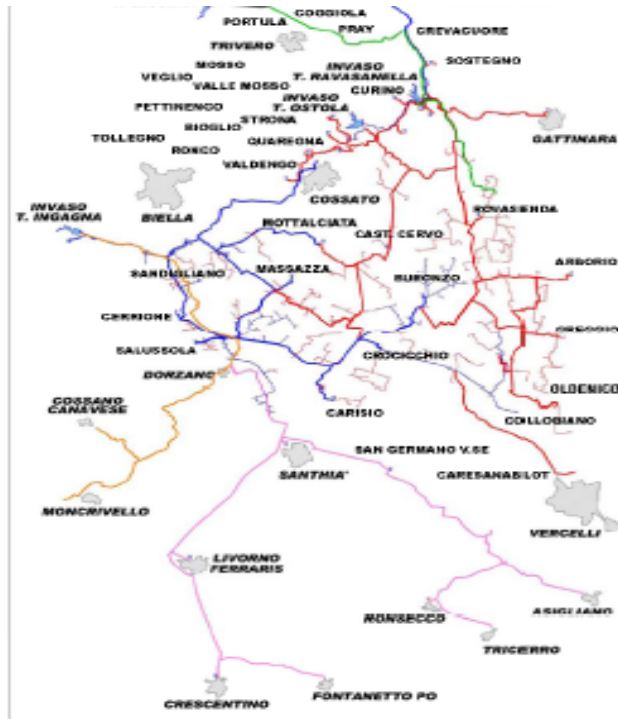 COGGIOLA
PORTULA
PRAY
CREVACUORE
TRIVERO
SOSTEGNO
MOSSO
INVASO
T. RAVASANELLA
VEGLIO
VALLE MOSSO
CURINO
INVASO
T. OSTOLA
PETTINENGO
STRONA
BIOGLIO
GATTINARA
TOLLEGNO
QUAREGNA
RONCO
VALDENGO
COSSATO
INVASO
T. INGAGNA
BIELLA
ROVASENDA
MOTTALCIATA
CAST. CERVO
SANDIGLIANO
MASSAZZA
BURONZO
ARBORIO
CERRIONE
GREGGIO
SALUSSOLA
CROCICCHIO
DORZANO
OLDENICO
COSSANO
CANAVESE
CARISIO
COLLOBIANO
SAN GERMANO V.SE
SANTHIA'
CARESANABLOT
MONCRIVELLO
VERCELLI
LIVORNO
FERRARIS
RONSECCO
ASIGLIANO
TRICERRO
CRESCENTINO
FONTANETTO PO